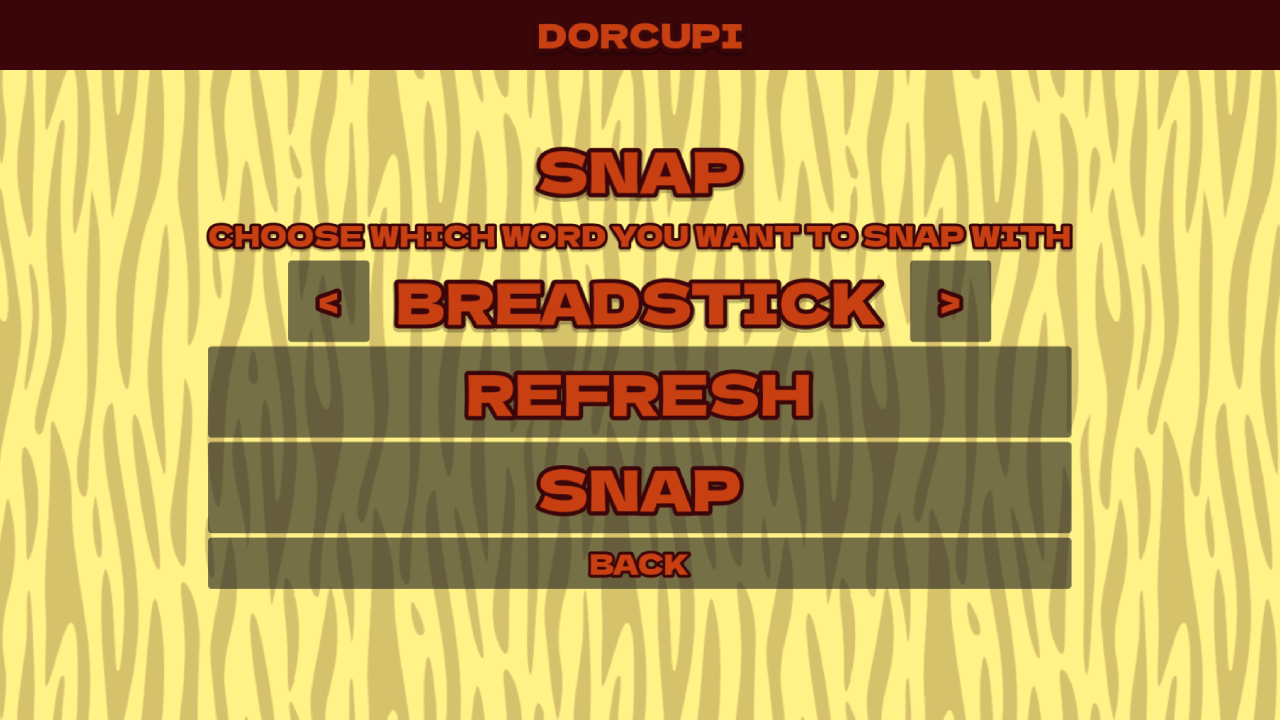 DORCUPI
SNAP
CHOOSE WHICH WORD YOU WANT TO SNAP WITH
< BREADSTICK >
REFRESH
SNAP
BACK